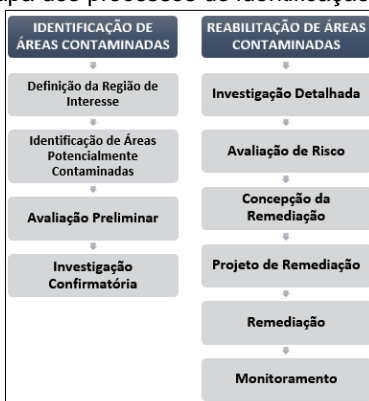 apa dos processos de identificação
IDENTIFICAÇÃO DE
ÁREAS CONTAMINADAS
Definição da Região de
Interesse
Identificação de Áreas
Potencialmente
Contaminadas
Avaliação Preliminar
Investigação
Confirmatória
REABILITAÇÃO DE ÁREAS
CONTAMINADAS
Investigação Detalhada
Avaliação de Risco
Concepção da
Remediação
Projeto de Remediação
Remediação
Monitoramento